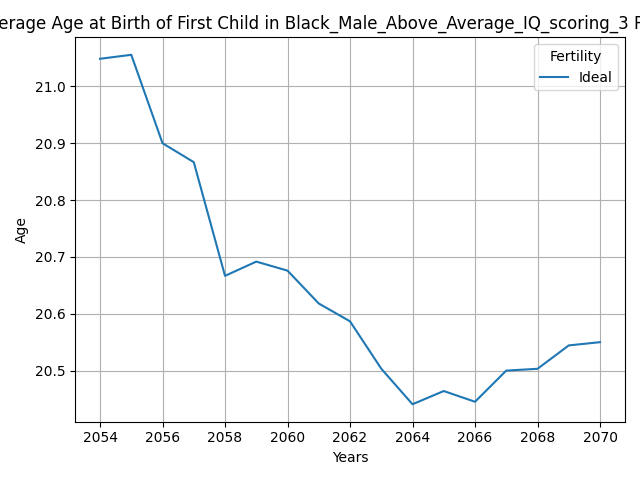 erage Age at Birth of First Child in Black_Male_Above_Average_IQ_scoring_3
Fertility
Ideal
21.0
20.9
20.8
20.7
20.6
20.5
Age
2054 2056 2058 2060 2062 2064 2066 2068 2070
Years